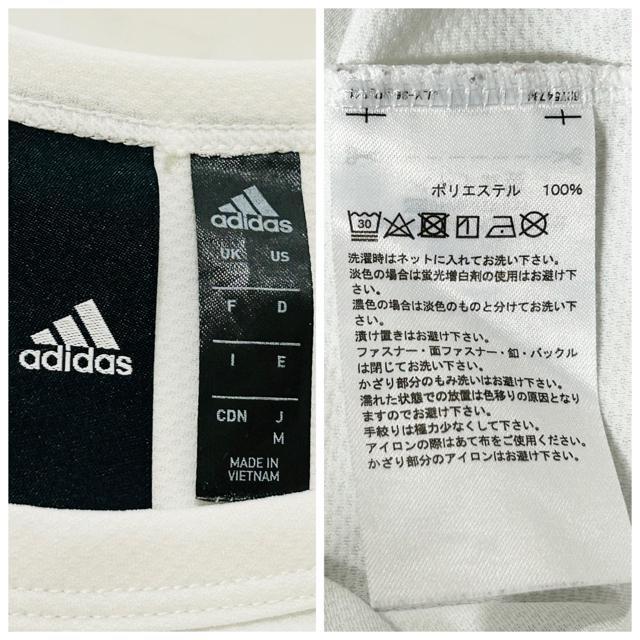 adidas
adidas
UK US
F D
I E
CDN J
M
MADE IN
VIETNAM
ポリエステル 100%
30
洗濯時はネットに入れてお洗い下さい。
淡色の場合は蛍光増白剤の使用はお避け下
さい。
濃色の場合は淡色のものと分けてお洗い下
さい。
漬け置きはお避け下さい。
ファスナー・面ファスナー・釦・バックル
は閉じてお洗い下さい。
かざり部分のもみ洗いはお避け下さい。
濡れた状態での放置は色移りの原因となり
ますのでお避け下さい。
手絞りは極力少なくして下さい。
アイロンの際はあて布をご使用ください。
かざり部分のアイロンはお避け下さい。